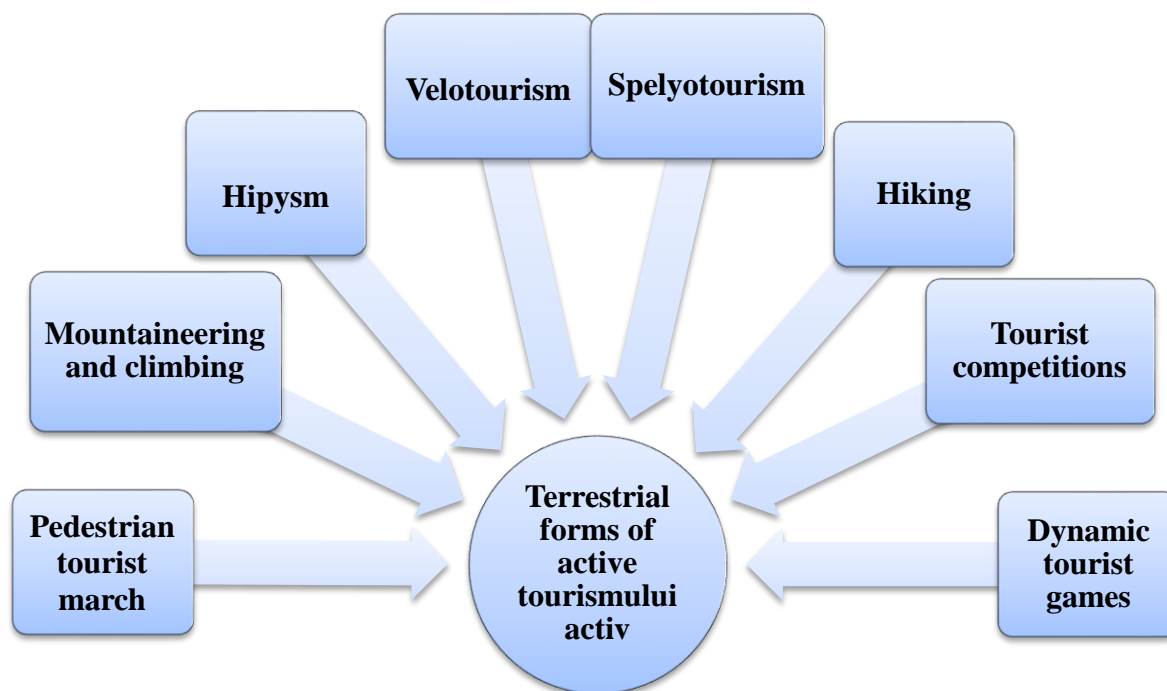 Velotourism
Spelyotourism
Hipysm
Hiking
Mountaineering
and climbing
Tourist
competitions
Pedestrian
tourist
march
Terrestrial
forms of
active
tourismului
activ
Dynamic
tourist
games